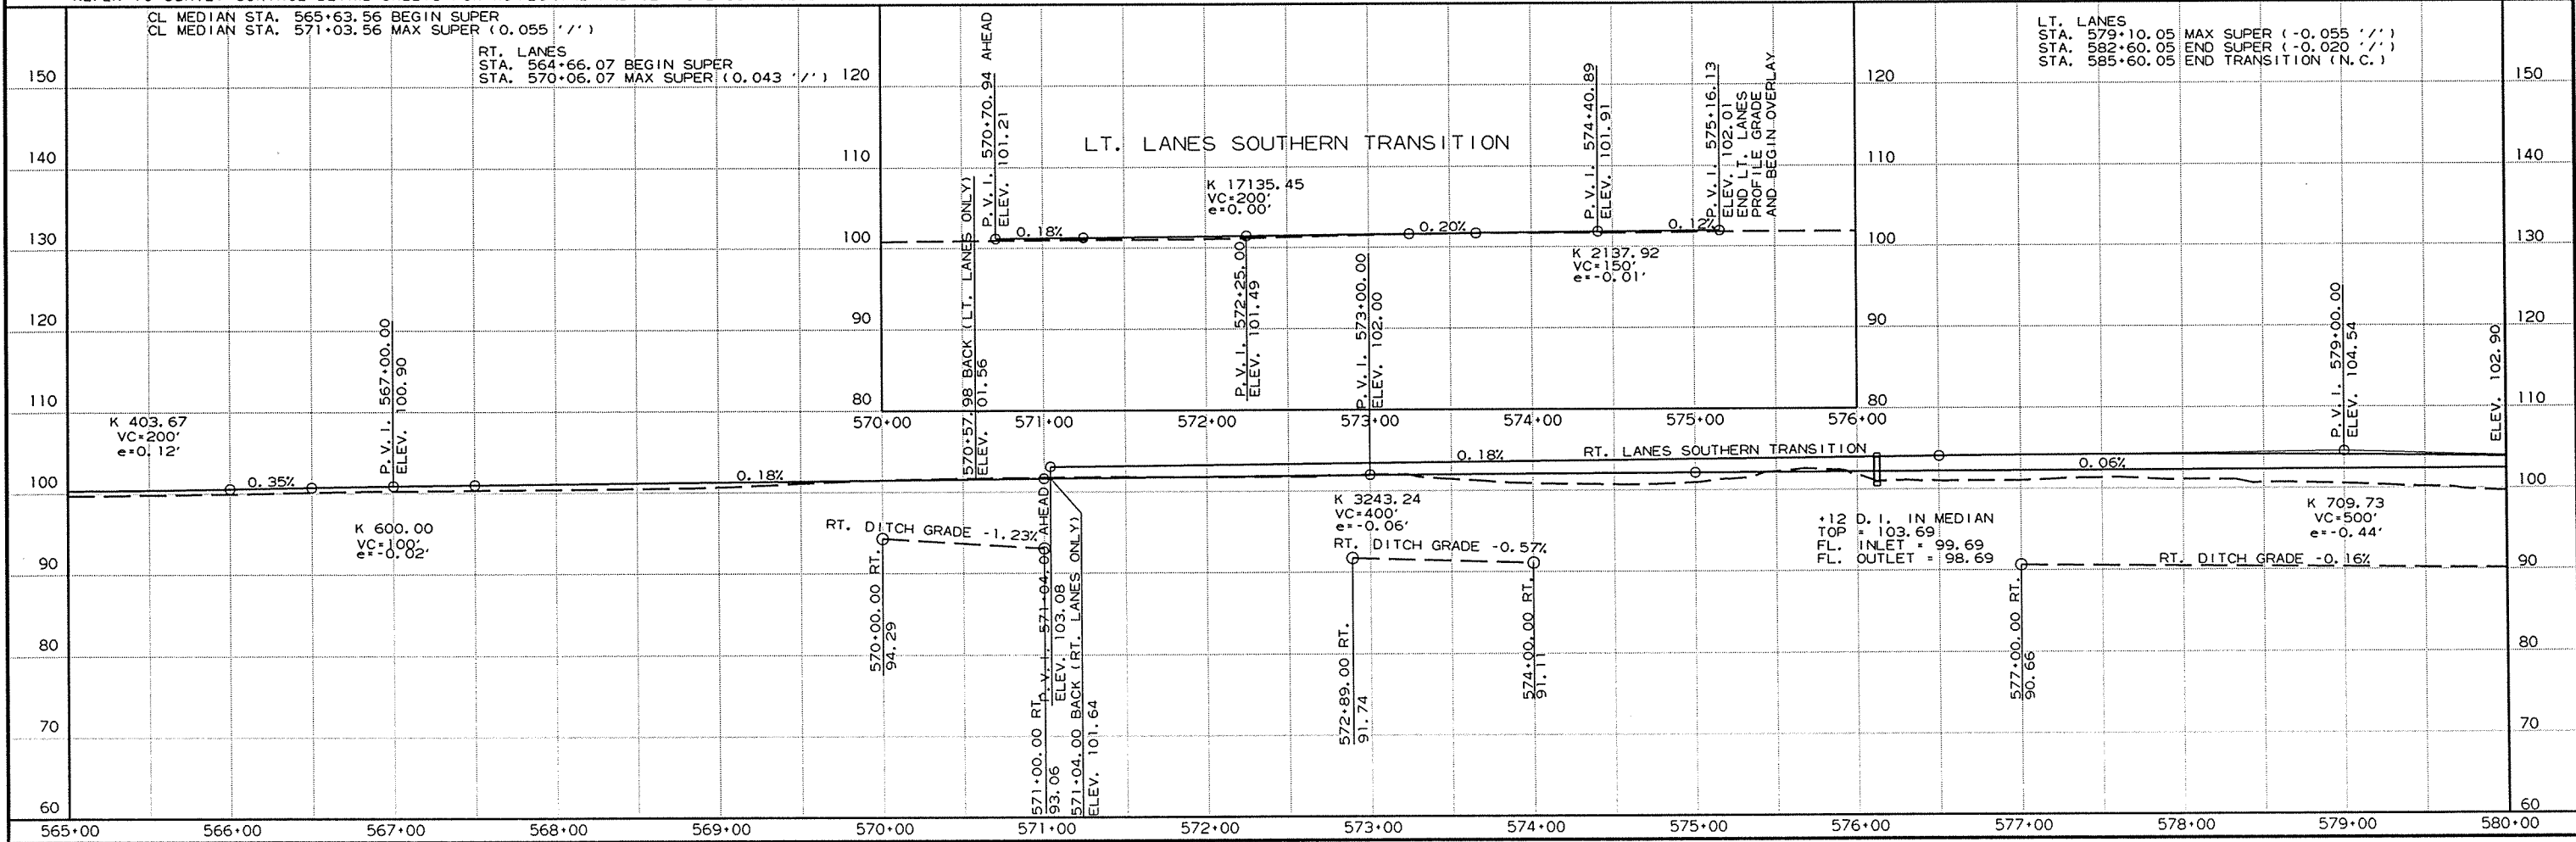 CL MEDIAN STA. 565+63.56 BEGIN SUPER
CL MEDIAN STA. 571+03.56 MAX SUPER (0.055 '/')
RT. LANES
STA. 564+66.07 BEGIN SUPER
STA. 570+06.07 MAX SUPER (0.043 '/')
LT. LANES
STA. 579+10.05 MAX SUPER (-0.055 '/')
STA. 582+60.05 END SUPER (-0.020 '/')
STA. 585+60.05 END TRANSITION (N.C.)
150
140
130
120
110
100
90
80
70
60
120
110
100
90
80
LT. LANES SOUTHERN TRANSITION
P.V.I. 570+70.94 AHEAD
ELEV. 101.21
0.18%
K 17135.45
VC=200'
e=0.00'
P.V.I. 572+25.00
ELEV. 101.49
0.20%
P.V.I. 574+40.89
ELEV. 101.91
K 2137.92
VC=150'
e=-0.01'
0.12%
P.V.I. 575+16.13
ELEV. 102.01
END LT. LANES
PROFILE GRADE
AND BEGIN OVERLAY
120
110
100
90
80
570+00
571+00
572+00
573+00
574+00
575+00
576+00
K 403.67
VC=200'
e=0.12'
0.35%
P.V.I. 567+00.00
ELEV. 100.90
K 600.00
VC=100'
e=-0.02'
0.18%
570+57.98 BACK (LT. LANES ONLY)
ELEV. 01.56
P.V.I. 573+00.00
ELEV. 102.00
K 3243.24
VC=400'
e=-0.06'
0.18%
RT. LANES SOUTHERN TRANSITION
0.06%
P.V.I. 579+00.00
ELEV. 104.54
K 709.73
VC=500'
e=-0.44'
ELEV. 102.90
RT. DITCH GRADE -1.23%
570+00.00 RT.
94.29
571+00.00 RT.
93.06
P.V.I. 571+04.00 AHEAD
ELEV. 103.08
571+04.00 BACK (RT. LANES ONLY)
ELEV. 101.64
RT. DITCH GRADE -0.57%
572+89.00 RT.
91.74
574+00.00 RT.
91.11
+12 D.I. IN MEDIAN
TOP = 103.69
FL. INLET = 99.69
FL. OUTLET = 98.69
577+00.00 RT.
90.66
RT. DITCH GRADE -0.16%
150
140
130
120
110
100
90
80
70
60
565+00
566+00
567+00
568+00
569+00
570+00
571+00
572+00
573+00
574+00
575+00
576+00
577+00
578+00
579+00
580+00